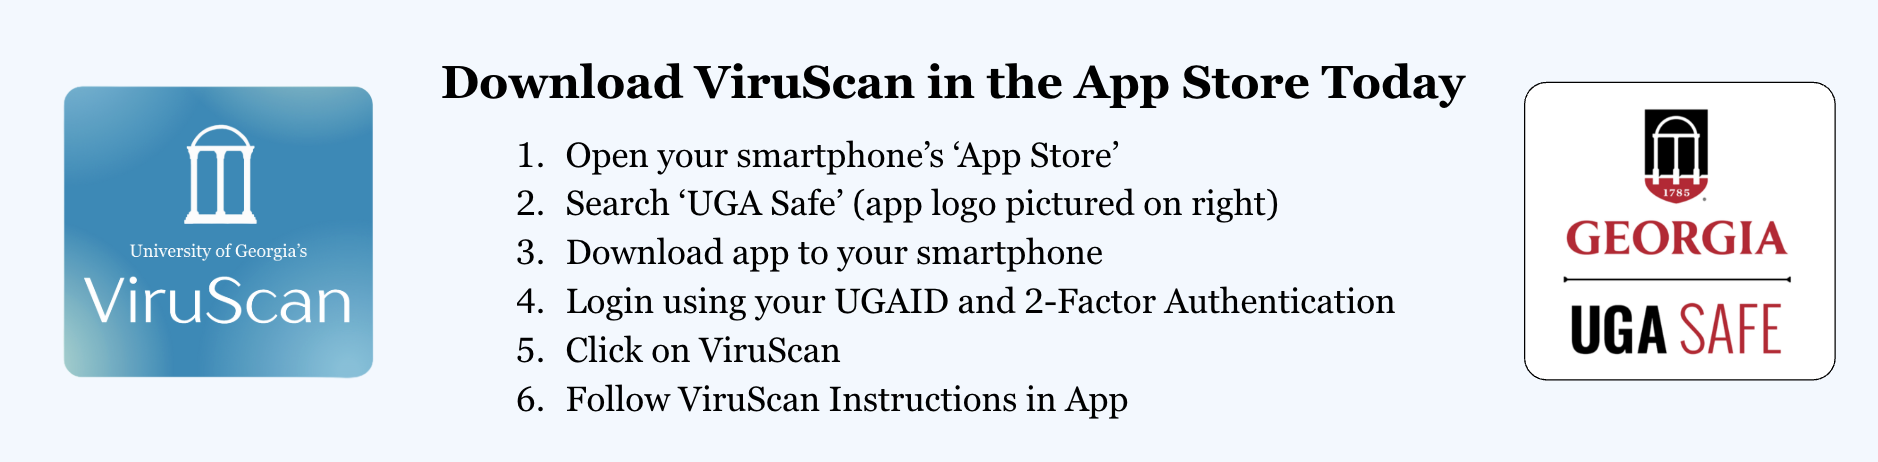 University of Georgia's
ViruScan
Download ViruScan in the App Store Today
1. Open your smartphone’s ‘App Store’
2. Search ‘UGA Safe’ (app logo pictured on right)
3. Download app to your smartphone
4. Login using your UGAID and 2-Factor Authentication
5. Click on ViruScan
6. Follow ViruScan Instructions in App
1785
GEORGIA
UGA SAFE